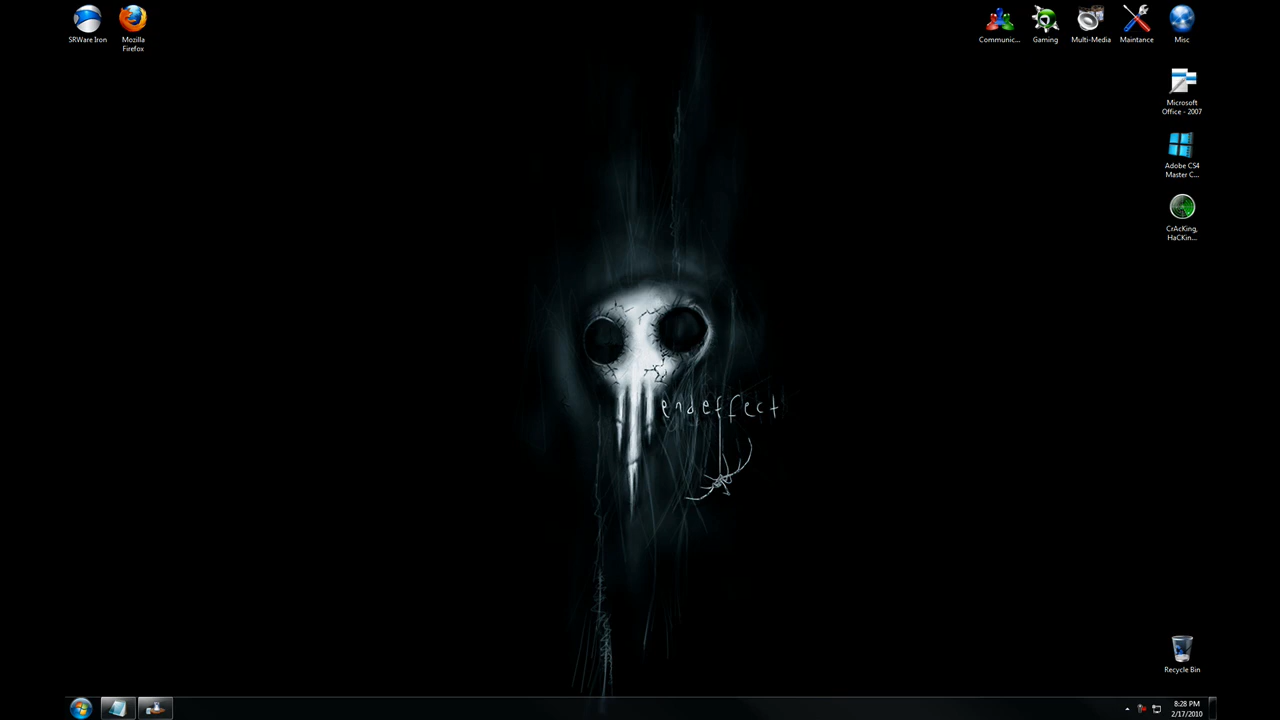 SRWare Iron
Mozilla
Firefox
Communic...
Gaming
Multi-Media
Maintance
Misc
Microsoft
Office - 2007
Adobe CS4
Master C...
CrAcKing,
HaCKin...
endeffect
Recycle Bin
8:28 PM
2/17/2010